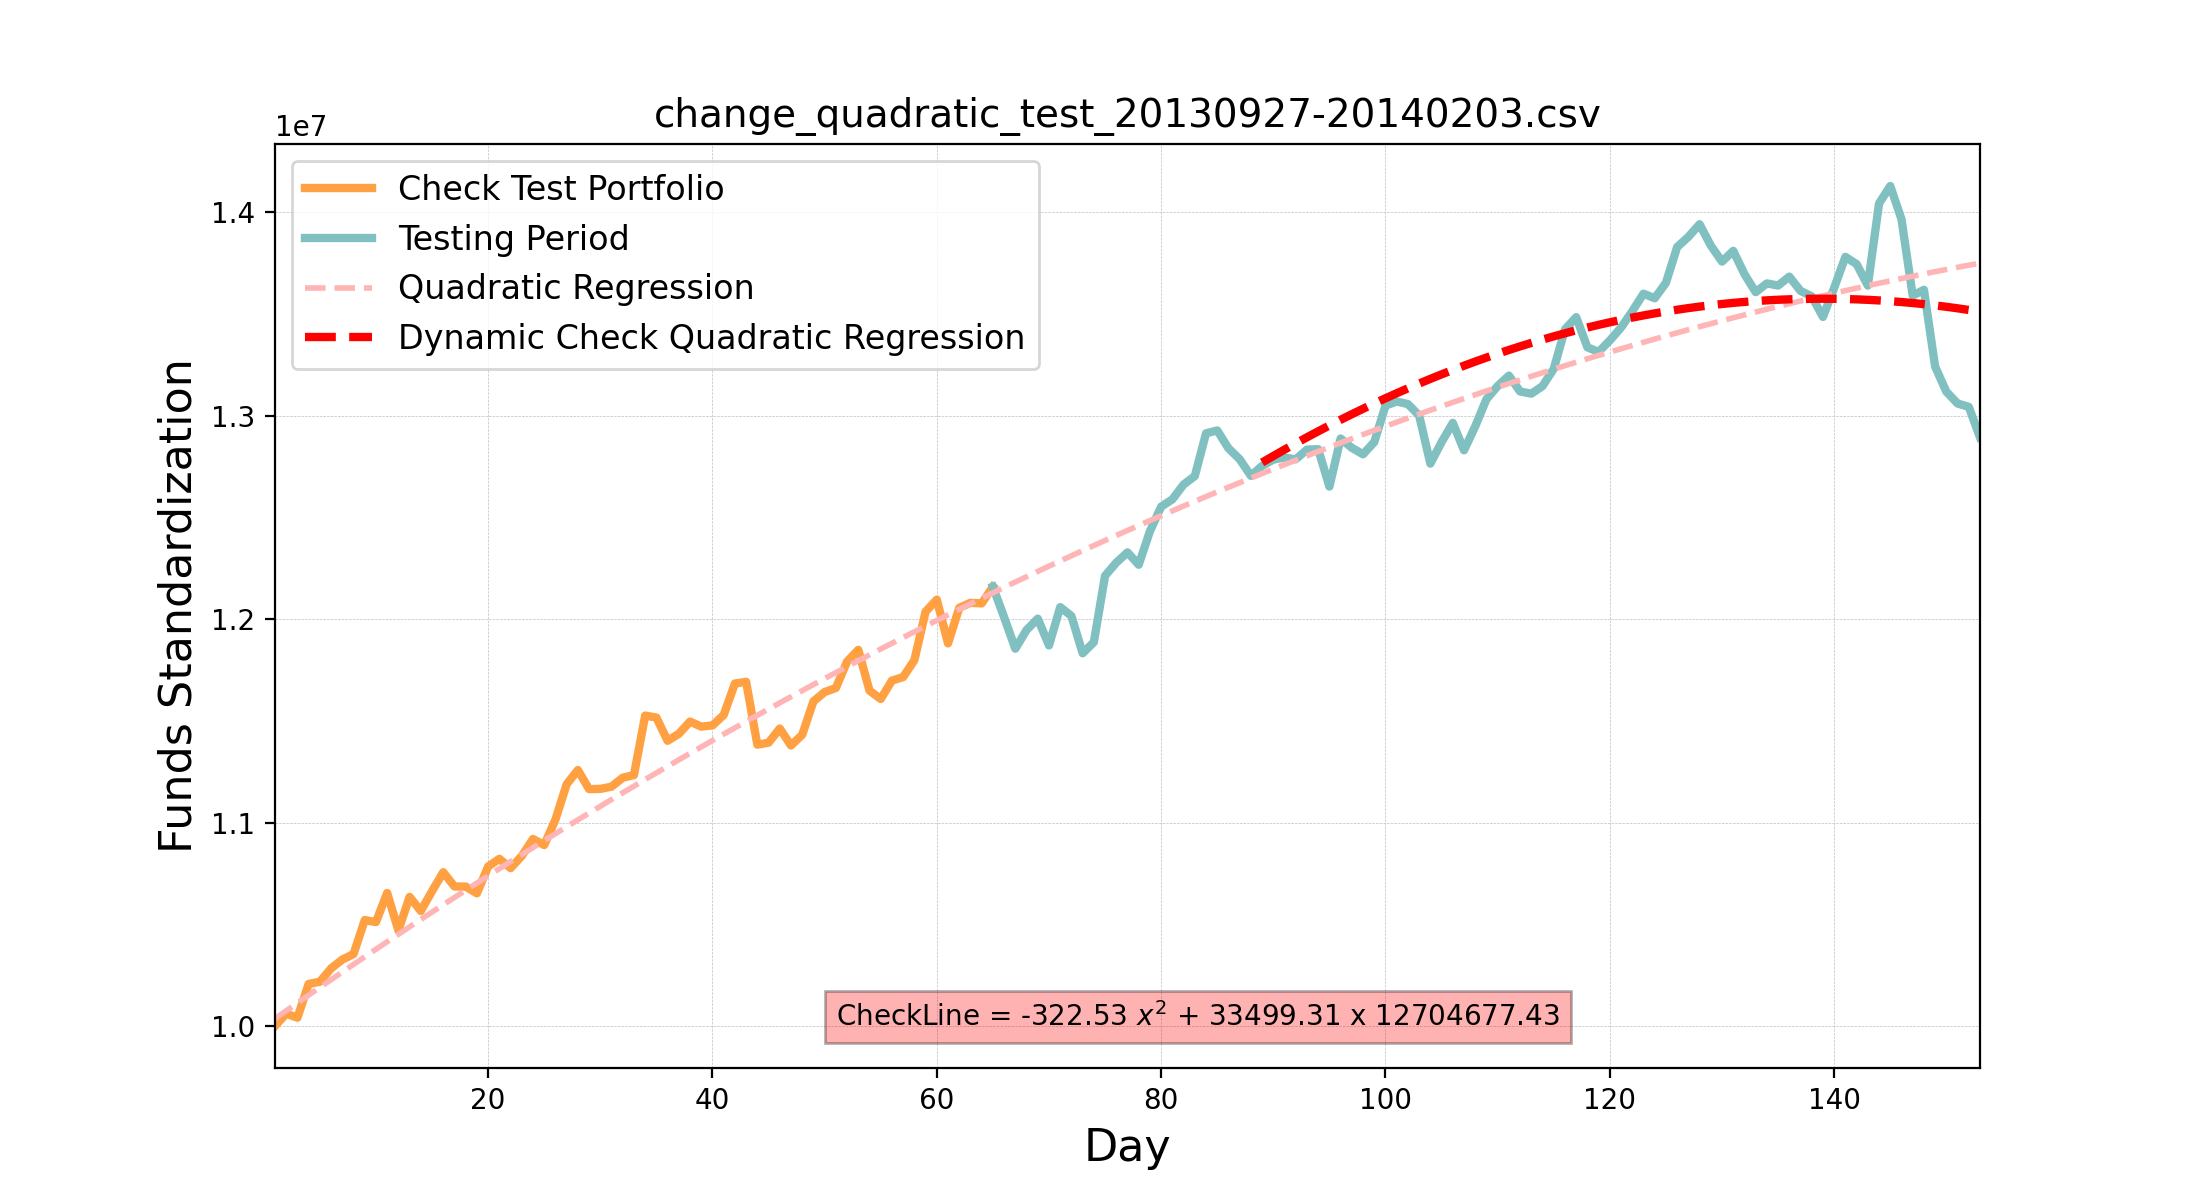 change_quadratic_test_20130927-20140203.csv
1e7
Check Test Portfolio
Testing Period
Quadratic Regression
Dynamic Check Quadratic Regression
1.4
1.3
1.2
1.1
1.0
Funds Standardization
CheckLine = -322.53 x² + 33499.31 x 12704677.43
20 40 60 80 100 120 140
Day